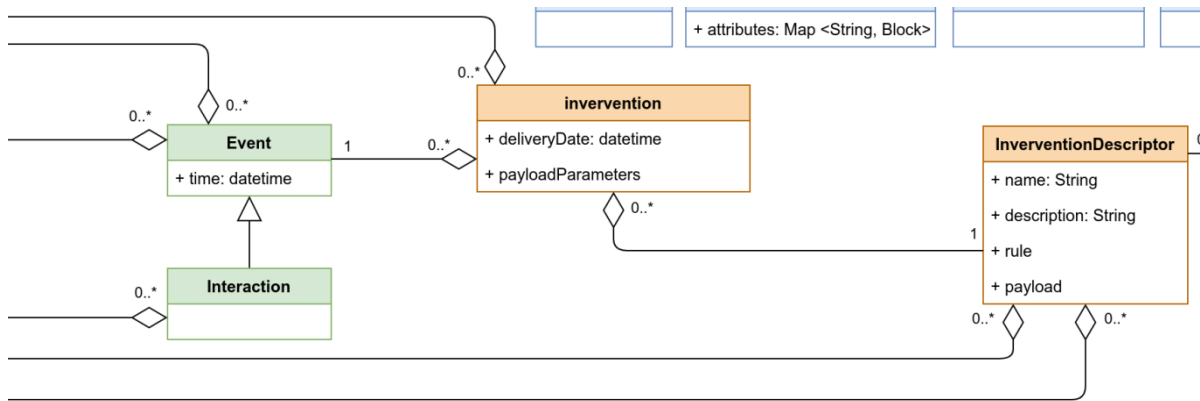 + attributes: Map <String, Block>
0..*
0..*
invervention
0..*
Event
1
0..*
+ deliveryDate: datetime
InverventionDescriptor
+ time: datetime
+ payloadParameters
+ name: String
0..*
+ description: String
1
+ rule
0..*
Interaction
+ payload
0..*
0..*